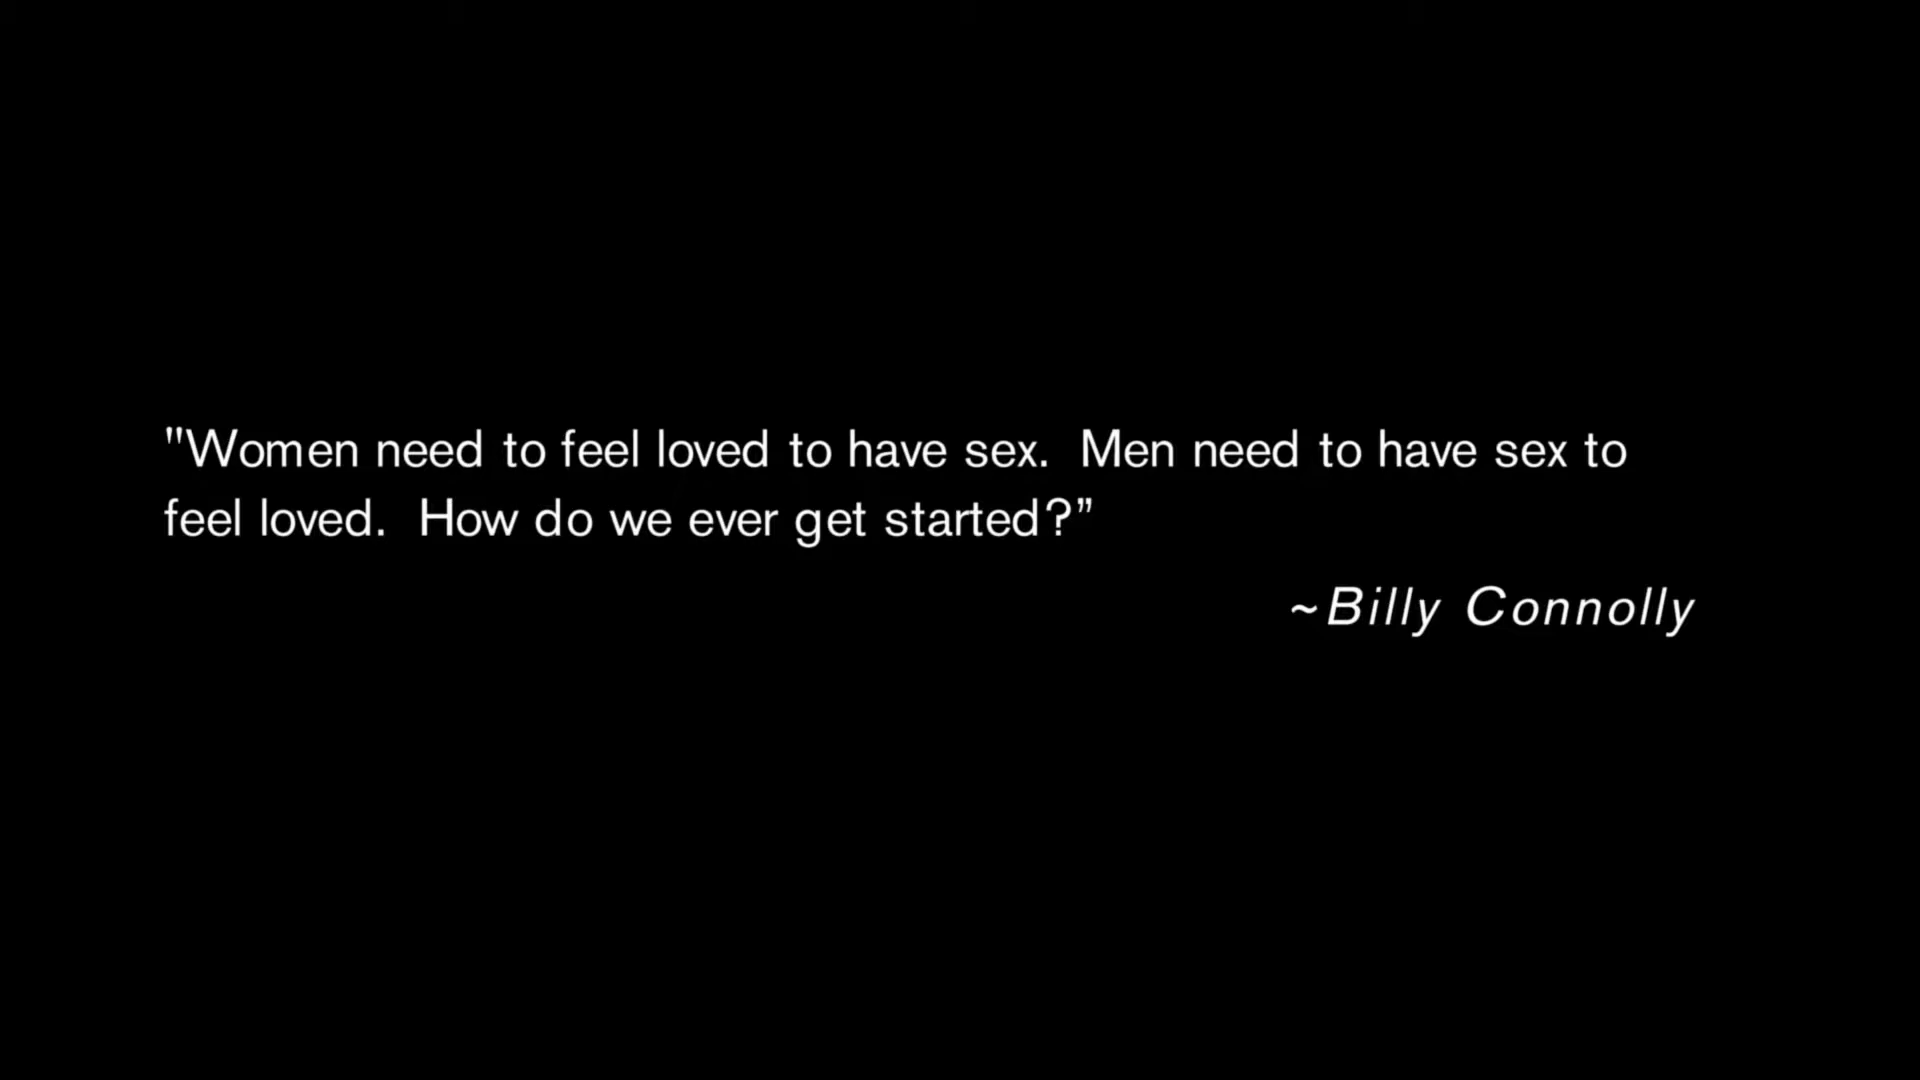 "Women need to feel loved to have sex.  Men need to have sex to
feel loved.  How do we ever get started?”
~Billy Connolly